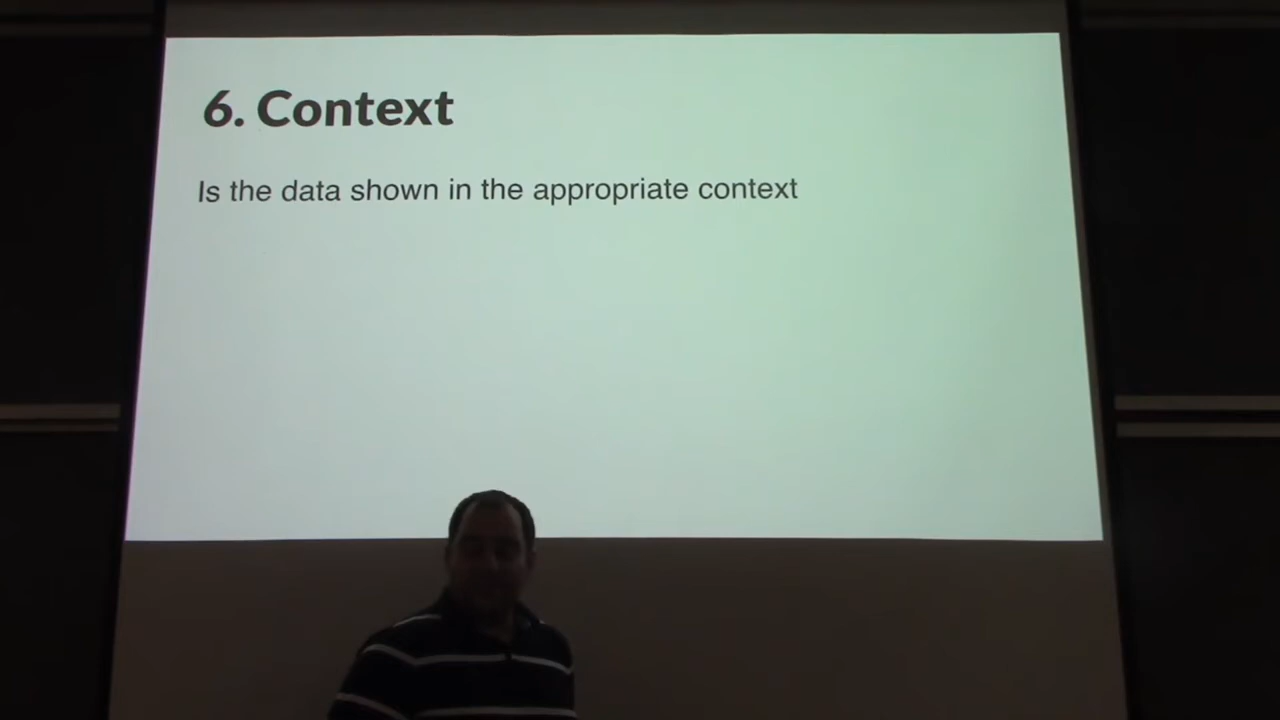 6. Context
Is the data shown in the appropriate context